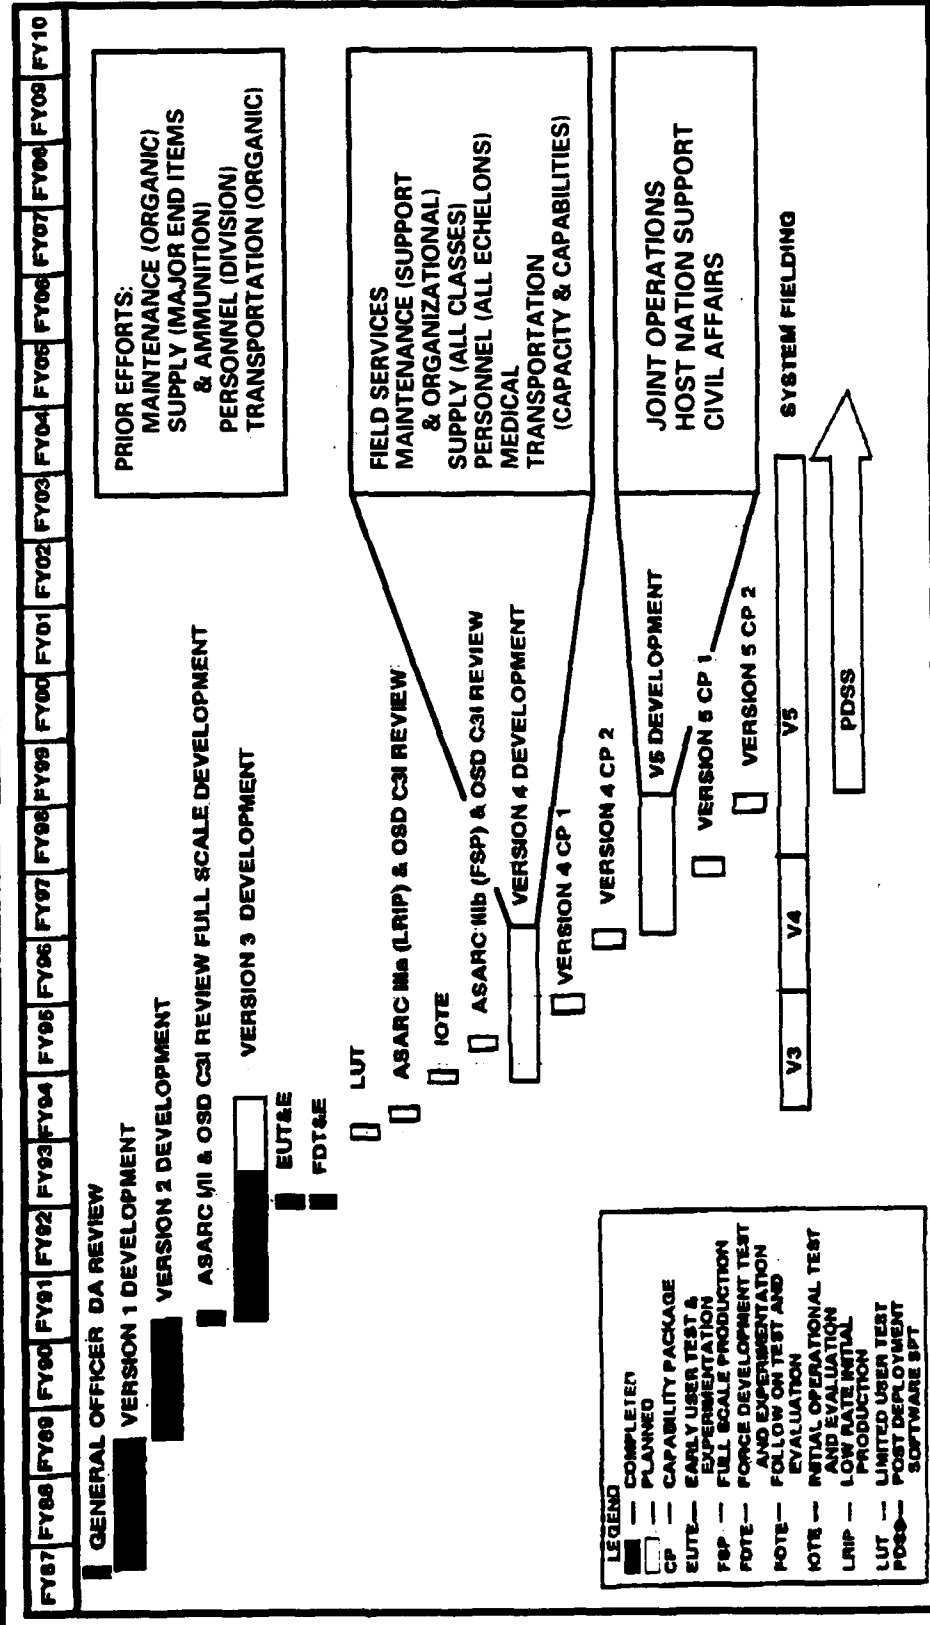 FY87 FY88 FY89 FY90 FY91 FY92 FY93 FY94 FY95 FY96 FY97 FY98 FY99 FY00 FY01 FY02 FY03 FY04 FY05 FY06 FY07 FY08 FY09 FY10
GENERAL OFFICER DA REVIEW
VERSION 1 DEVELOPMENT
VERSION 2 DEVELOPMENT
ASARC I/II & OSD C3I REVIEW FULL SCALE DEVELOPMENT
VERSION 3 DEVELOPMENT
EUT&E
FDT&E
LUT
ASARC IIIa (LRIP) & OSD C3I REVIEW
IOTE
ASARC IIIb (FSP) & OSD C3I REVIEW
VERSION 4 DEVELOPMENT
VERSION 4 CP 1
VERSION 4 CP 2
V5 DEVELOPMENT
VERSION 5 CP 1
VERSION 5 CP 2
V3 V4 V5 SYSTEM FIELDING
PDSS
PRIOR EFFORTS:
MAINTENANCE (ORGANIC)
SUPPLY (MAJOR END ITEMS
& AMMUNITION)
PERSONNEL (DIVISION)
TRANSPORTATION (ORGANIC)
FIELD SERVICES
MAINTENANCE (SUPPORT
& ORGANIZATIONAL)
SUPPLY (ALL CLASSES)
PERSONNEL (ALL ECHELONS)
MEDICAL
TRANSPORTATION
(CAPACITY & CAPABILITIES)
JOINT OPERATIONS
HOST NATION SUPPORT
CIVIL AFFAIRS
LEGEND
— COMPLETED
— PLANNED
CP — CAPABILITY PACKAGE
EUTE — EARLY USER TEST &
EXPERIMENTATION
FSP — FULL SCALE PRODUCTION
FDTE — FORCE DEVELOPMENT TEST
AND EXPERIMENTATION
FOTE — FOLLOW ON TEST AND
EVALUATION
IOTE — INITIAL OPERATIONAL TEST
AND EVALUATION
LRIP — LOW RATE INITIAL
PRODUCTION
LUT — LIMITED USER TEST
PDSS — POST DEPLOYMENT
SOFTWARE SPT